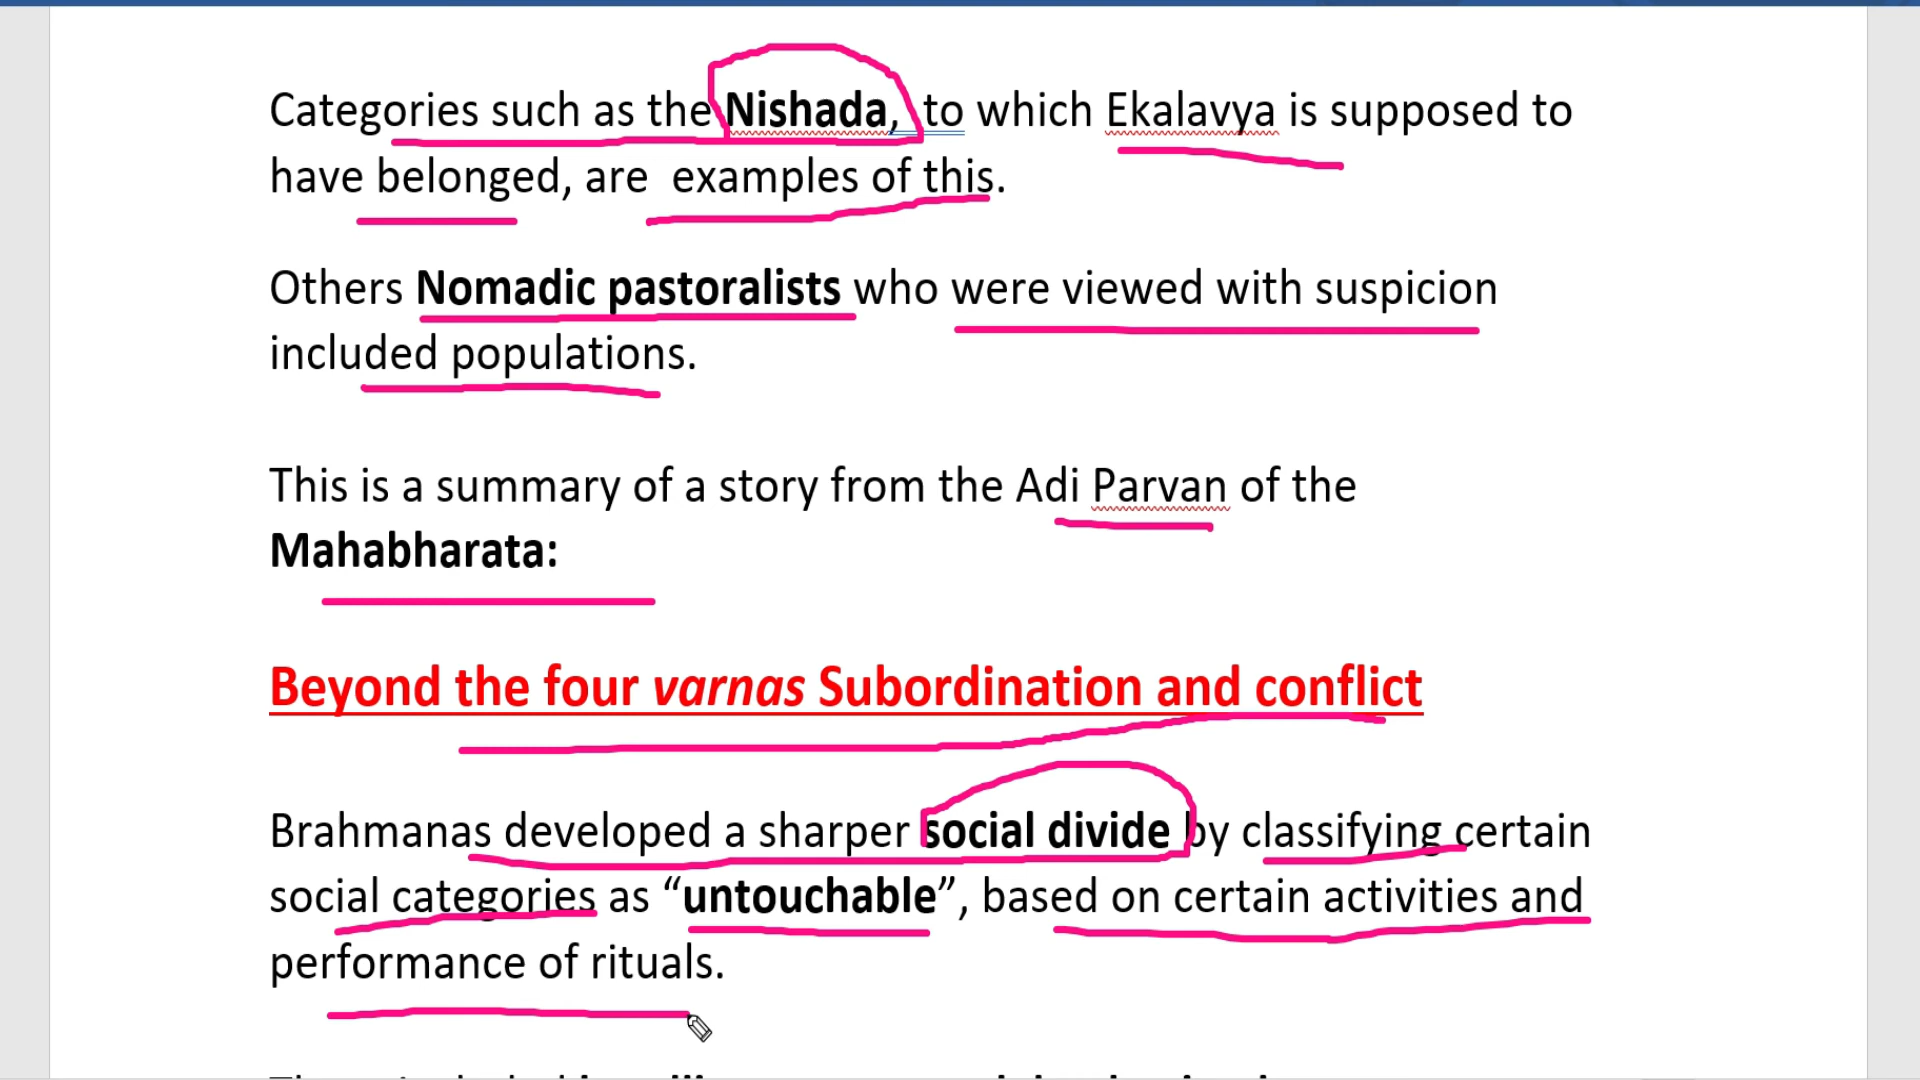 Categories such as the Nishada, to which Ekalavya is supposed to
have belonged, are examples of this.
Others Nomadic pastoralists who were viewed with suspicion
included populations.
This is a summary of a story from the Adi Parvan of the
Mahabharata:
Beyond the four varnas Subordination and conflict
Brahmanas developed a sharper social divide by classifying certain
social categories as “untouchable”, based on certain activities and
performance of rituals.